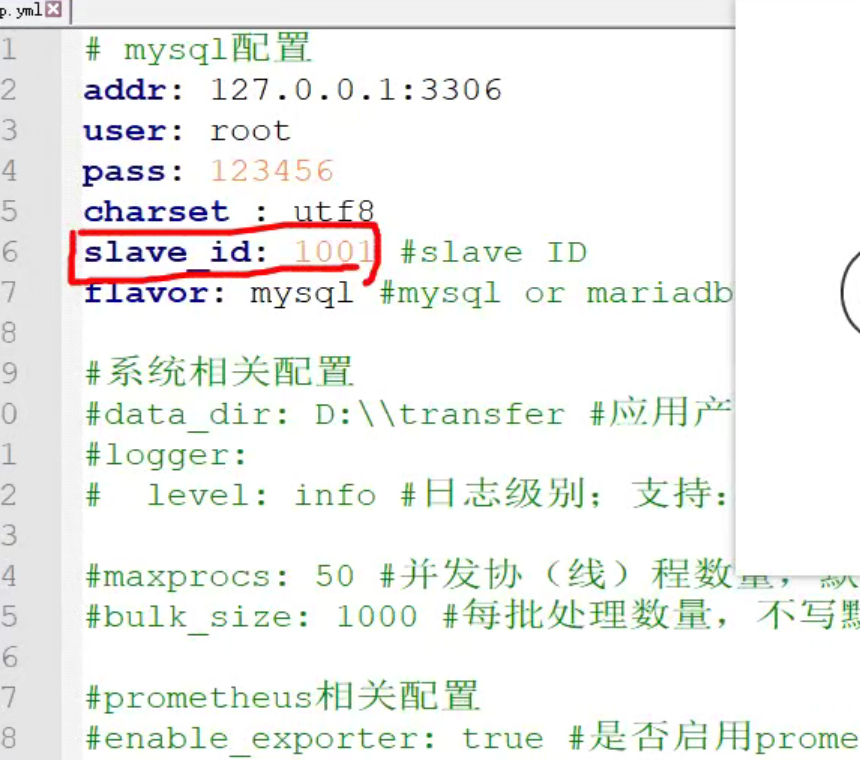 p.yml
1 # mysql配置
2 addr: 127.0.0.1:3306
3 user: root
4 pass: 123456
5 charset : utf8
6 slave_id: 1001 #slave ID
7 flavor: mysql #mysql or mariadb
8
9 #系统相关配置
0 #data_dir: D:\\transfer #应用产
1 #logger:
2 #  level: info #日志级别；支持：
3
4 #maxprocs: 50 #并发协（线）程数量，默
5 #bulk_size: 1000 #每批处理数量，不写默
6
7 #prometheus相关配置
8 #enable_exporter: true #是否启用prome